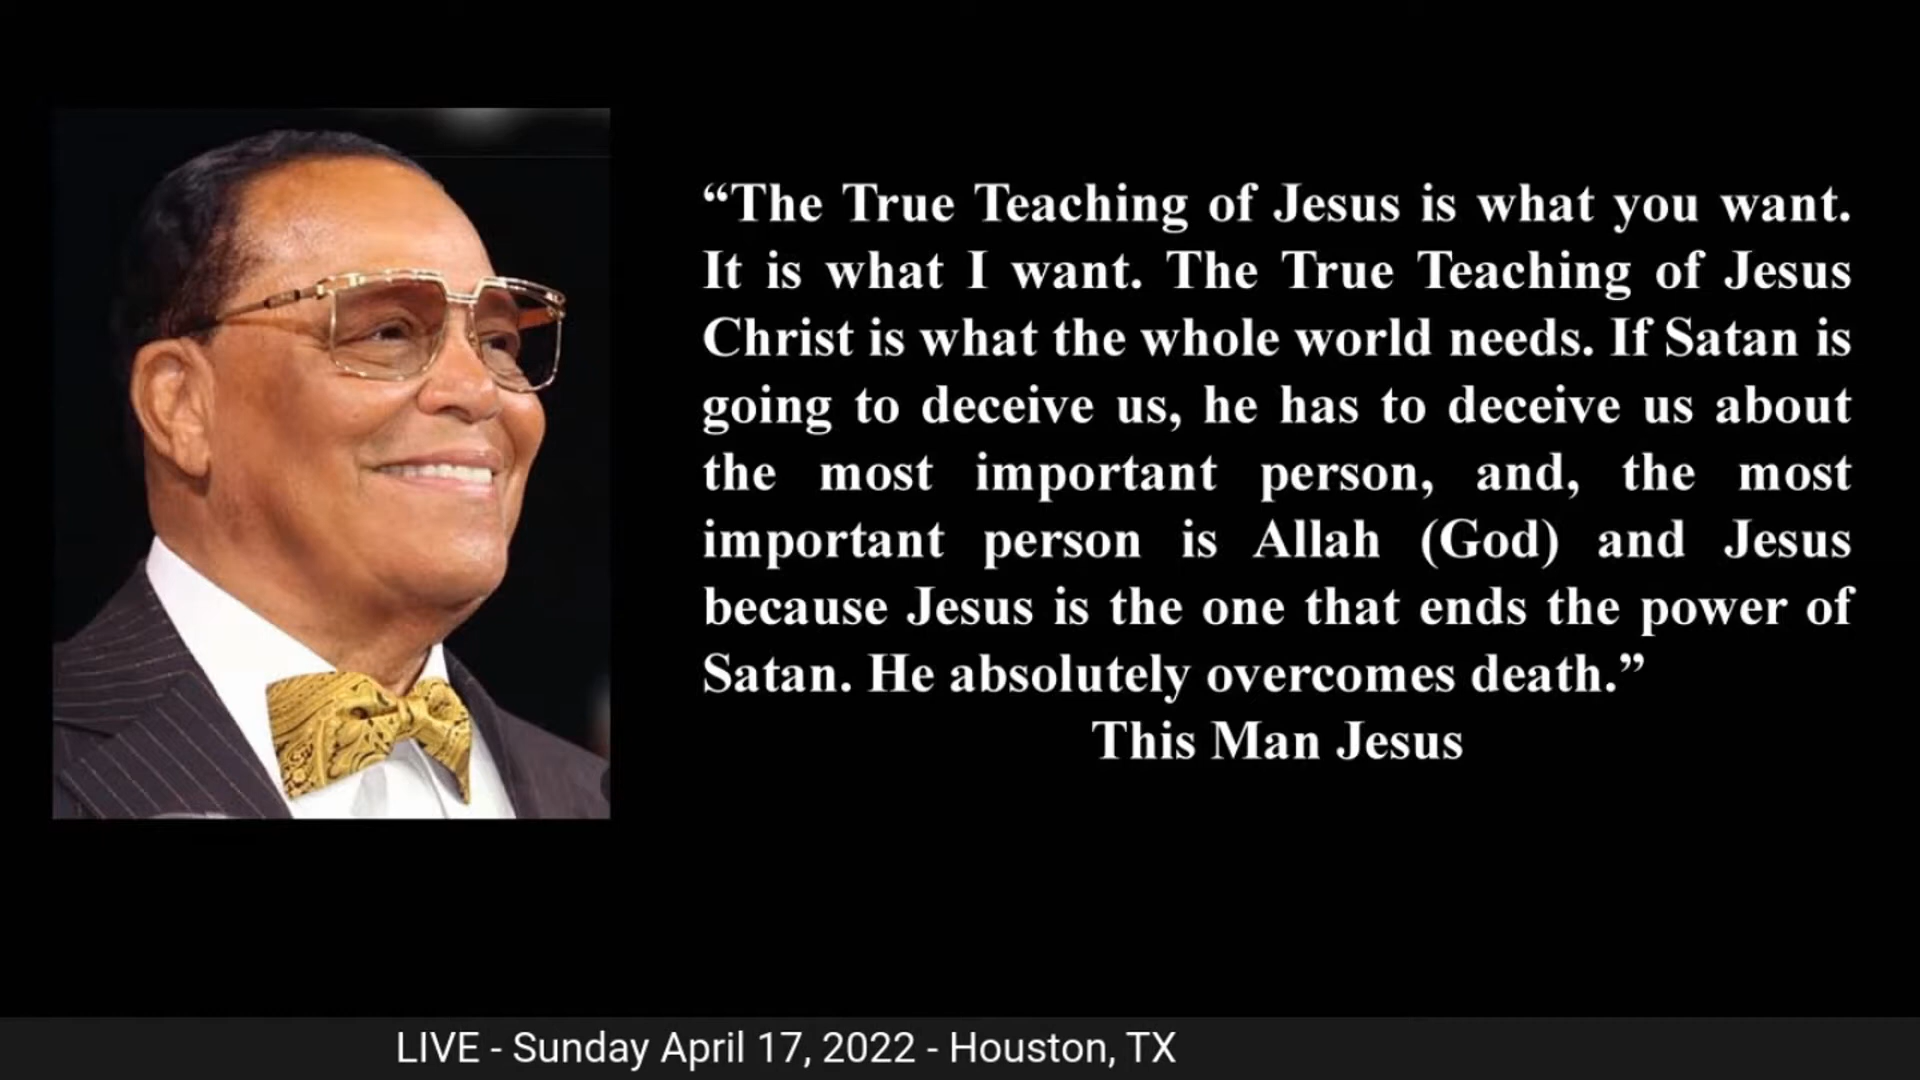 “The True Teaching of Jesus is what you want.
It is what I want. The True Teaching of Jesus
Christ is what the whole world needs. If Satan is
going to deceive us, he has to deceive us about
the most important person, and, the most
important person is Allah (God) and Jesus
because Jesus is the one that ends the power of
Satan. He absolutely overcomes death.”
This Man Jesus
LIVE - Sunday April 17, 2022 - Houston, TX